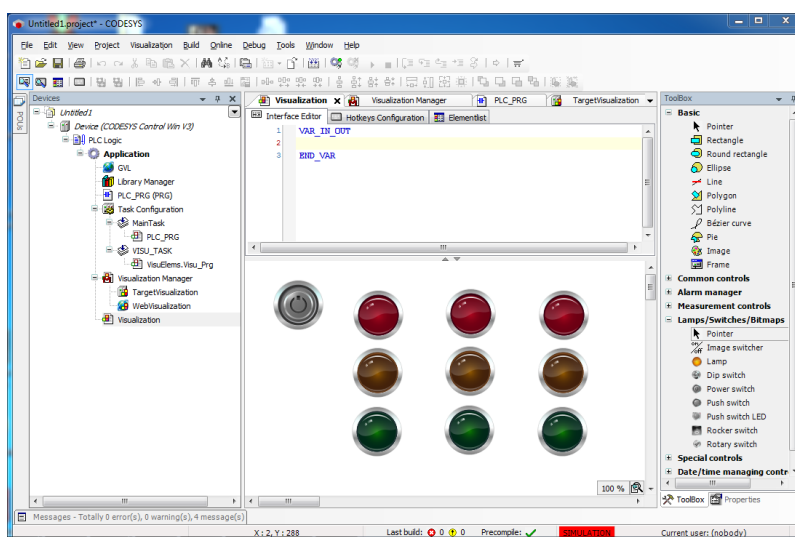 Untitled1.project* - CODESYS
File Edit View Project Visualization Build Online Debug Tools Window Help
Devices
POUs
Untitled1
Device (CODESYS Control Win V3)
PLC Logic
Application
GVL
Library Manager
PLC_PRG (PRG)
Task Configuration
MainTask
PLC_PRG
VISU_TASK
VisuElems.Visu_Prg
Visualization Manager
TargetVisualization
WebVisualization
Visualization
Visualization Visualization Manager PLC_PRG TargetVisualization
Interface Editor Hotkeys Configuration Elementlist
1 VAR_IN_OUT
2
3 END_VAR
100 %
ToolBox
Basic
Pointer
Rectangle
Round rectangle
Ellipse
Line
Polygon
Polyline
Bézier curve
Pie
Image
Frame
Common controls
Alarm manager
Measurement controls
Lamps/Switches/Bitmaps
Pointer
Image switcher
Lamp
Dip switch
Power switch
Push switch
Push switch LED
Rocker switch
Rotary switch
Special controls
Date/time managing contr
ToolBox Properties
Messages - Totally 0 error(s), 0 warning(s), 4 message(s)
X : 2, Y : 288 Last build: 0 0 Precompile: SIMULATION Current user: (nobody)